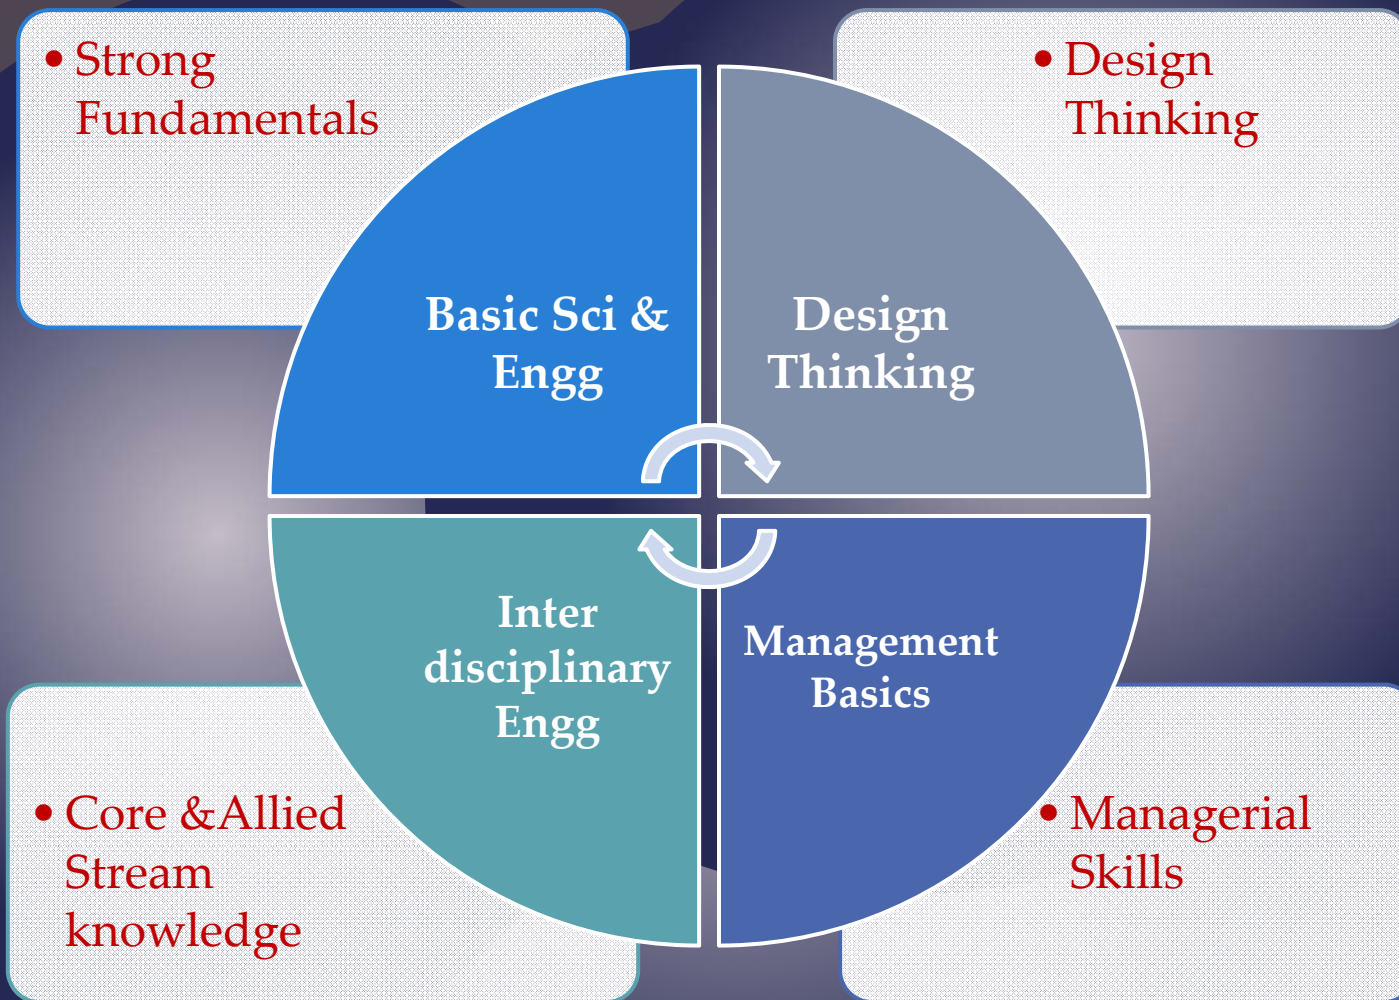 • Strong
Fundamentals
• Design
Thinking
Basic Sci &
Engg
Design
Thinking
Inter
disciplinary
Engg
Management
Basics
• Core &Allied
Stream
knowledge
• Managerial
Skills